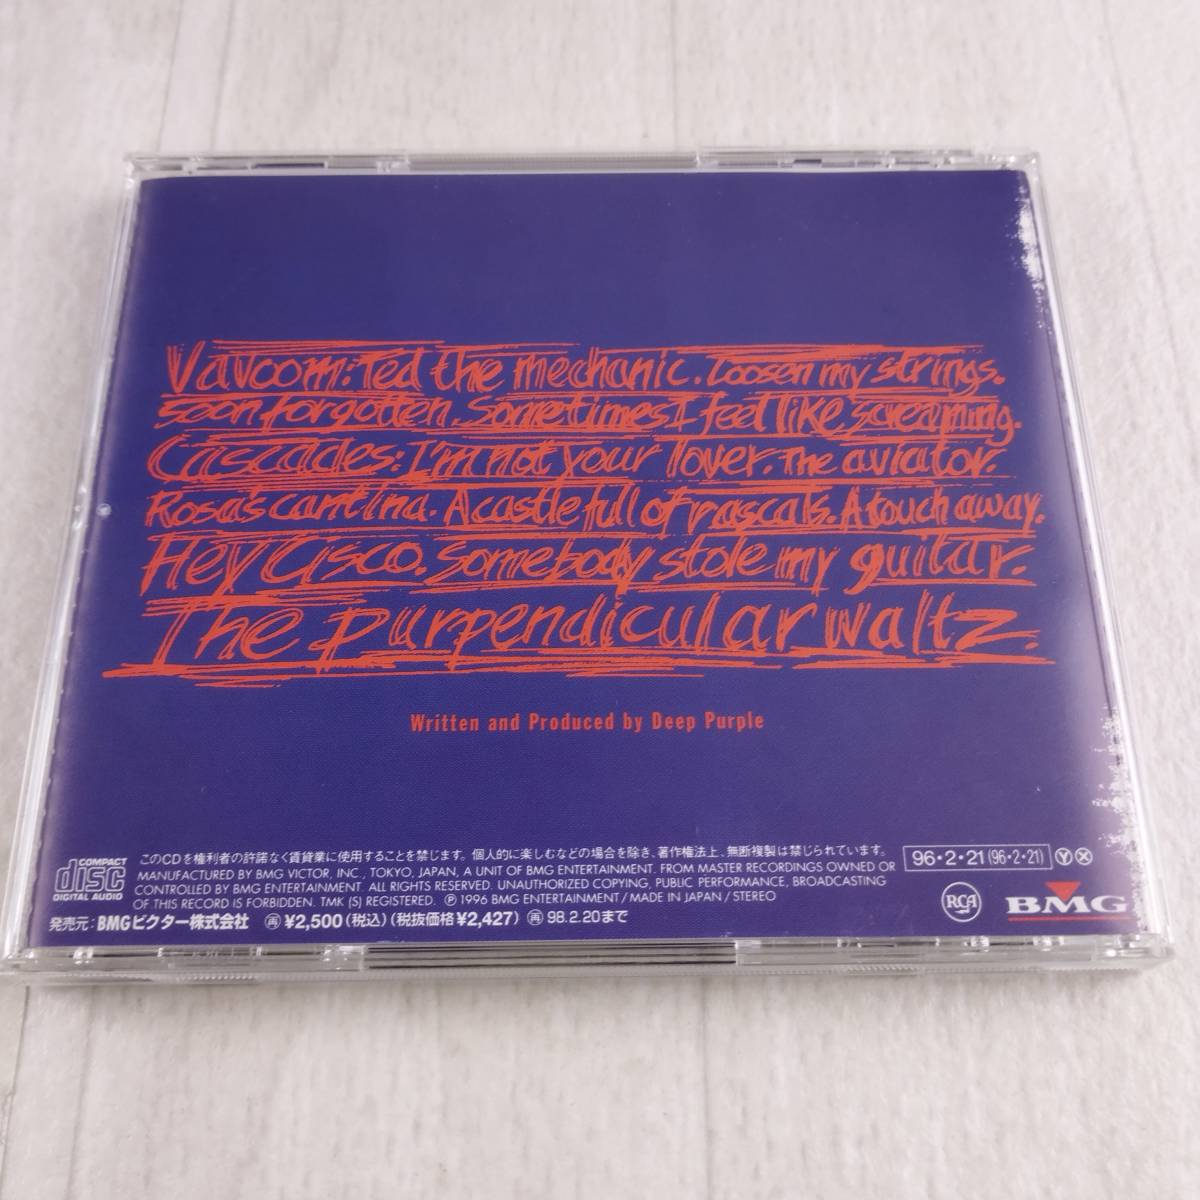 Vavoom: Ted the mechanic. Loosen my strings.
Soon forgotten. Sometimes I feel like screaming.
Cascades: I'm not your lover. The aviator.
Rosa's cantina. A castle full of rascals. A touch away.
Hey Cisco. Somebody stole my guitar.
The purpendicular waltz.
Written and Produced by Deep Purple
COMPACT
disc
DIGITAL AUDIO
このCDを権利者の許諾なく賃貸業に使用することを禁じます。個人的に楽しむなどの場合を除き、著作権法上、無断複製は禁じられています。
MANUFACTURED BY BMG VICTOR, INC., TOKYO, JAPAN, A UNIT OF BMG ENTERTAINMENT. FROM MASTER RECORDINGS OWNED OR
CONTROLLED BY BMG ENTERTAINMENT. ALL RIGHTS RESERVED. UNAUTHORIZED COPYING, PUBLIC PERFORMANCE, BROADCASTING
OF THIS RECORD IS FORBIDDEN. TMK (S) REGISTERED. Ⓟ1996 BMG ENTERTAINMENT/MADE IN JAPAN/STEREO
発売元:BMGビクター株式会社 ㊢¥2,500(税込)(税抜価格¥2,427) ㊢98.2.20まで
96・2・21(96・2・21) Ⓨ Ⓧ
RCA
BMG